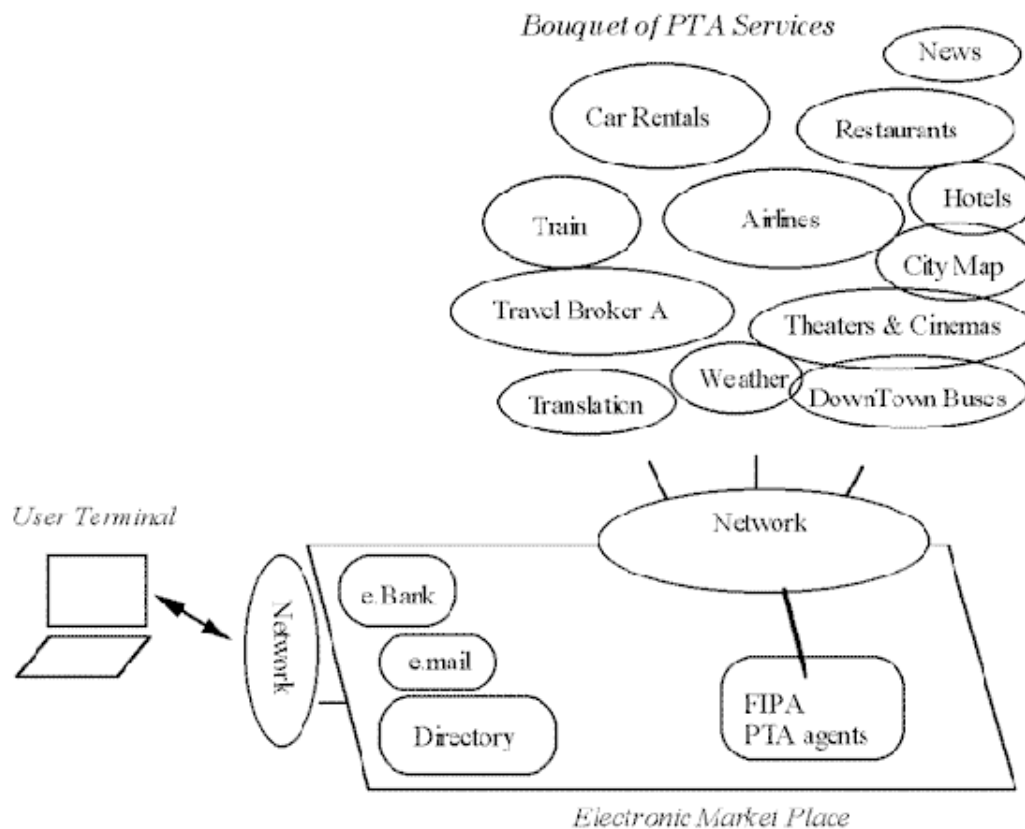 Bouquet of PTA Services
News
Car Rentals
Restaurants
Hotels
Train
Airlines
City Map
Travel Broker A
Theaters & Cinemas
Weather
Translation
DownTown Buses
User Terminal
Network
Network
e.Bank
e.mail
Directory
FIPA
PTA agents
Electronic Market Place